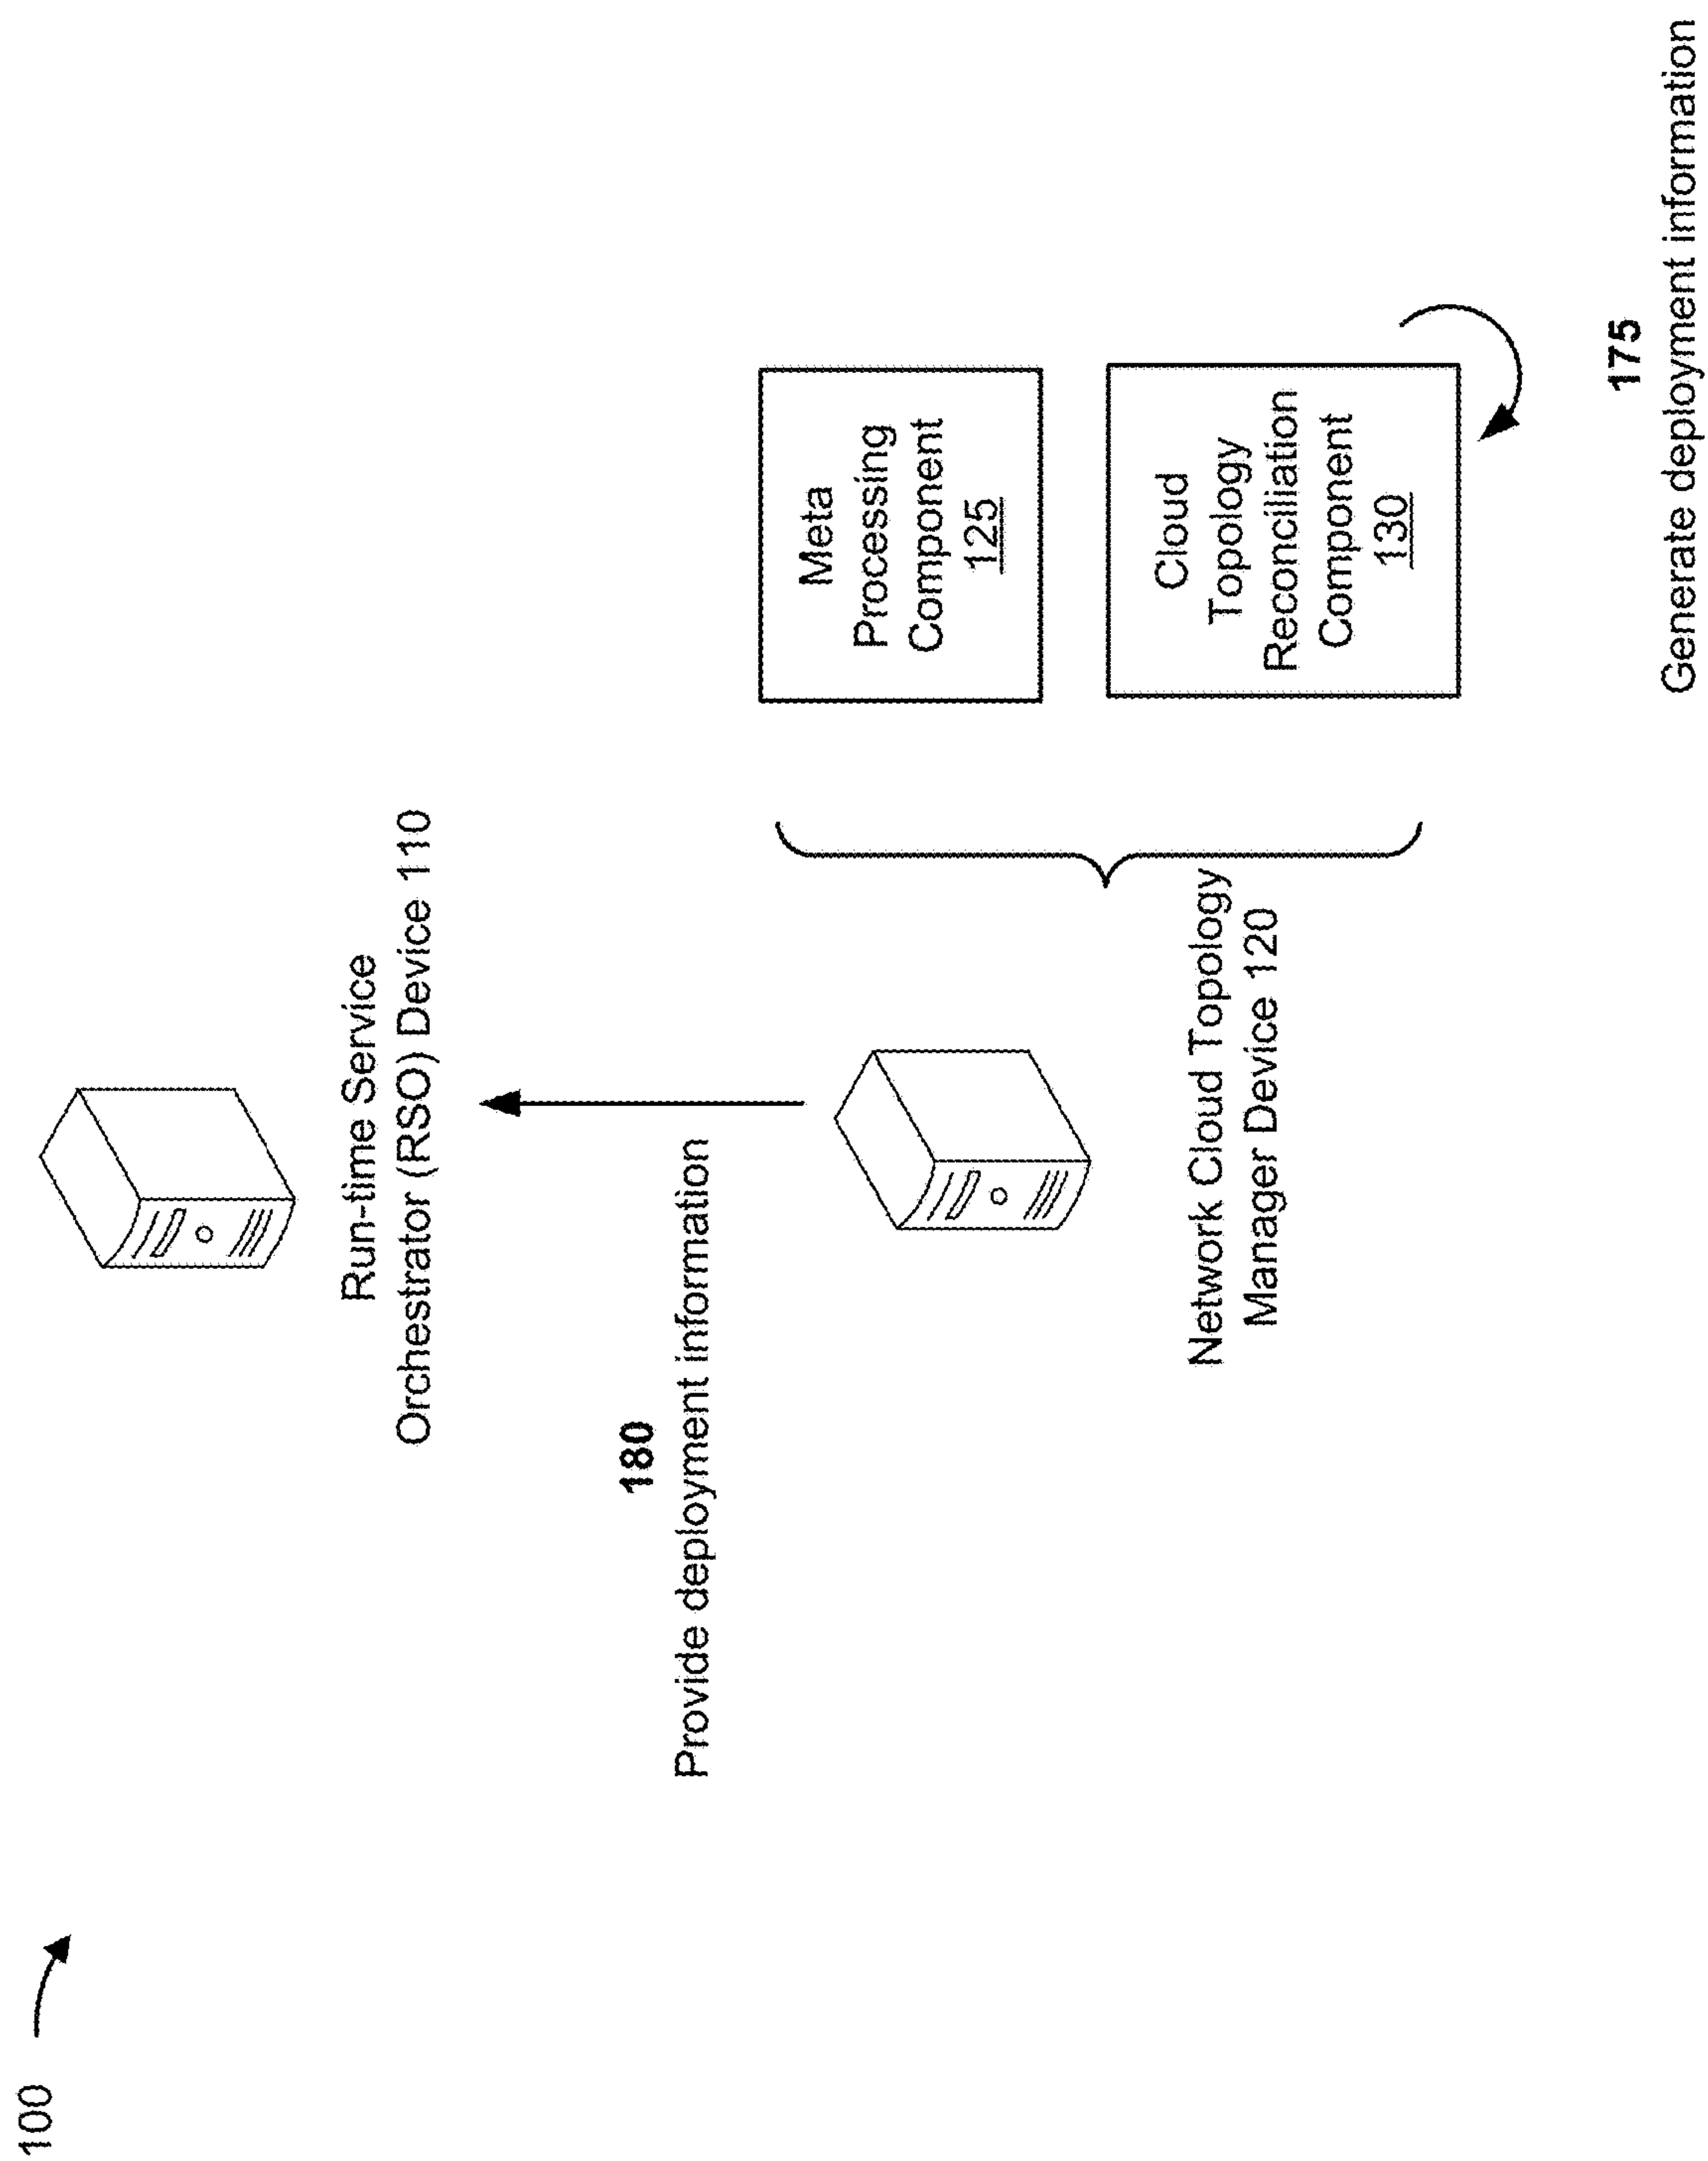 100
Run-time Service
Orchestrator (RSO) Device 110
180
Provide deployment information
Network Cloud Topology
Manager Device 120
Meta
Processing
Component
125
Cloud
Topology
Reconciliation
Component
130
175
Generate deployment information